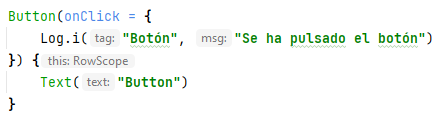 Button(onClick = {
    Log.i( tag: "Botón", msg: "Se ha pulsado el botón")
}) { this: RowScope
    Text( text: "Button")
}